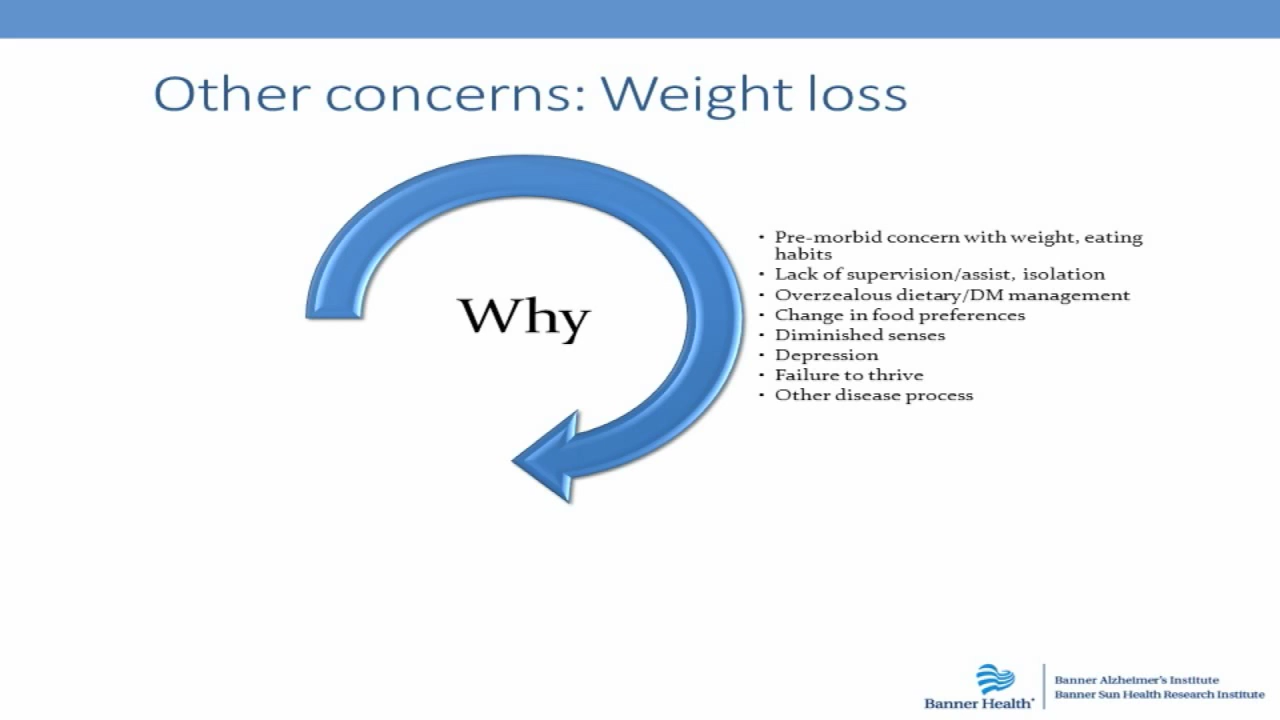 Other concerns: Weight loss
Why
• Pre-morbid concern with weight, eating
habits
• Lack of supervision/assist, isolation
• Overzealous dietary/DM management
• Change in food preferences
• Diminished senses
• Depression
• Failure to thrive
• Other disease process
Banner Health
Banner Alzheimer's Institute
Banner Sun Health Research Institute